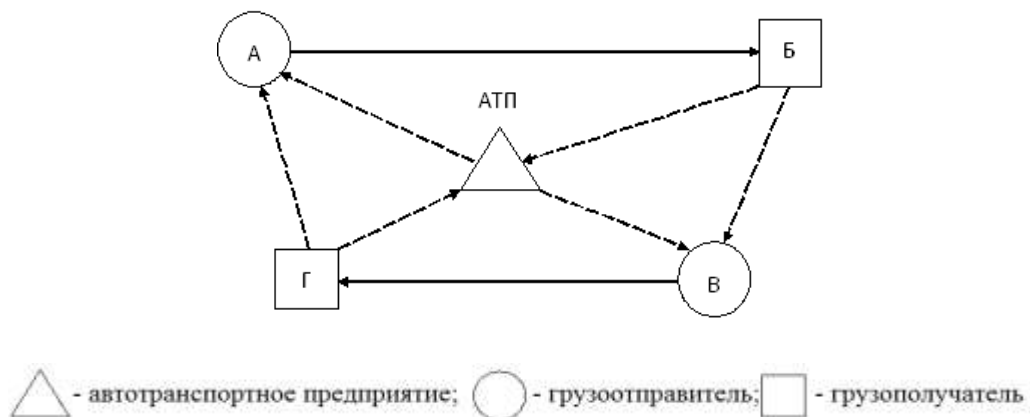 А
Б
АТП
Г
В
- автотранспортное предприятие; - грузоотправитель; - грузополучатель